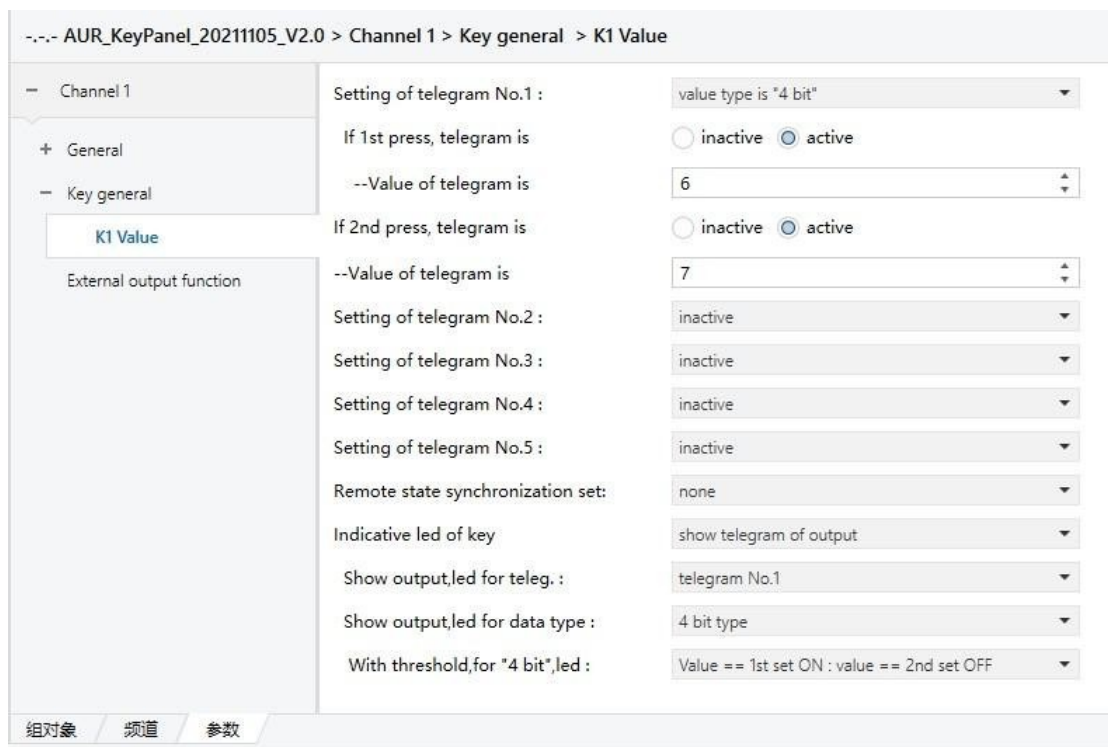 -.-.- AUR_KeyPanel_20211105_V2.0 > Channel 1 > Key general > K1 Value
Channel 1
General
Key general
K1 Value
External output function
Setting of telegram No.1 : value type is "4 bit"
If 1st press, telegram is inactive active
--Value of telegram is 6
If 2nd press, telegram is inactive active
--Value of telegram is 7
Setting of telegram No.2 : inactive
Setting of telegram No.3 : inactive
Setting of telegram No.4 : inactive
Setting of telegram No.5 : inactive
Remote state synchronization set: none
Indicative led of key show telegram of output
Show output,led for teleg. : telegram No.1
Show output,led for data type : 4 bit type
With threshold,for "4 bit",led : Value == 1st set ON : value == 2nd set OFF
组对象 频道 参数